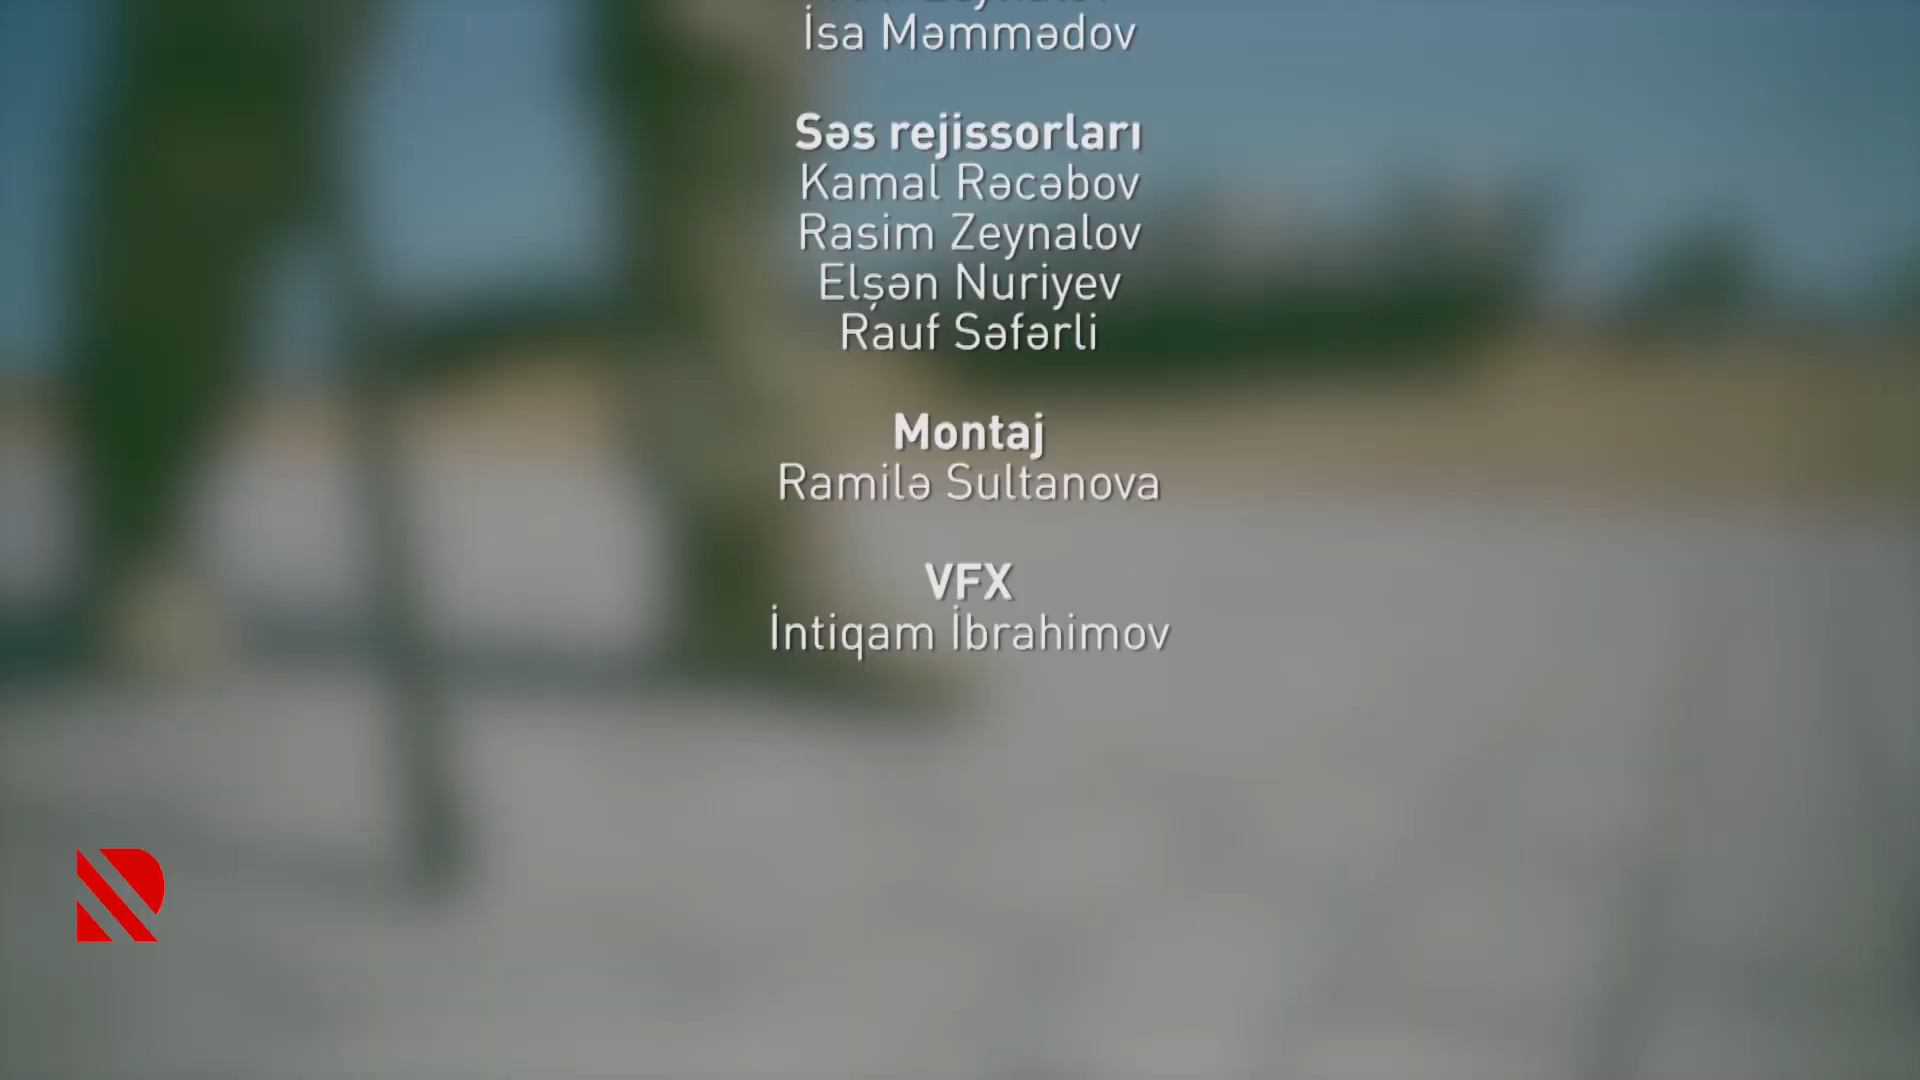 İsa Məmmədov
Səs rejissorları
Kamal Rəcəbov
Rasim Zeynalov
Elşən Nuriyev
Rauf Səfərli
Montaj
Ramilə Sultanova
VFX
İntiqam İbrahimov